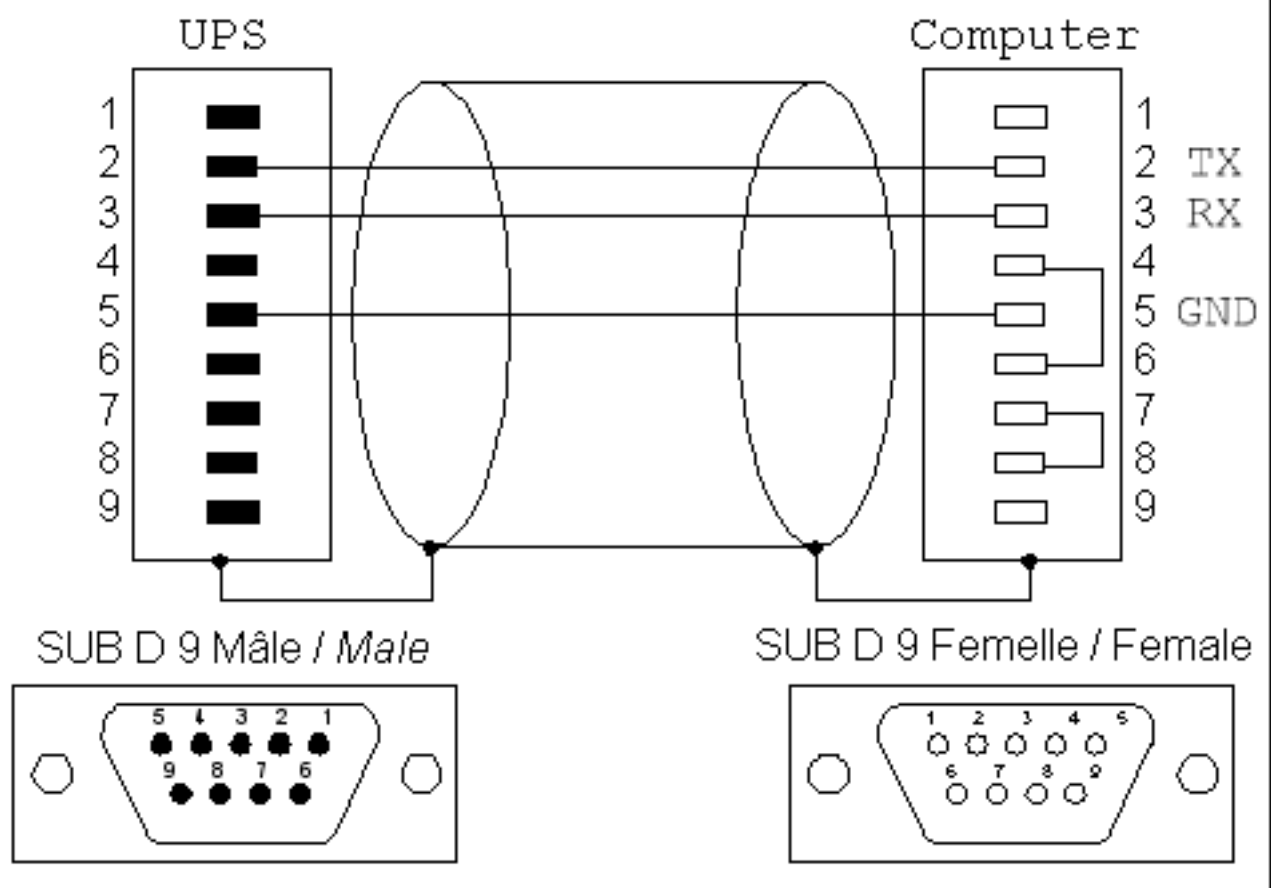 UPS Computer
1 1
2 2 TX
3 3 RX
4 4
5 5 GND
6 6
7 7
8 8
9 9
SUB D 9 Mâle / Male SUB D 9 Femelle / Female
5 4 3 2 1 1 2 3 4 5
9 8 7 6 6 7 8 9